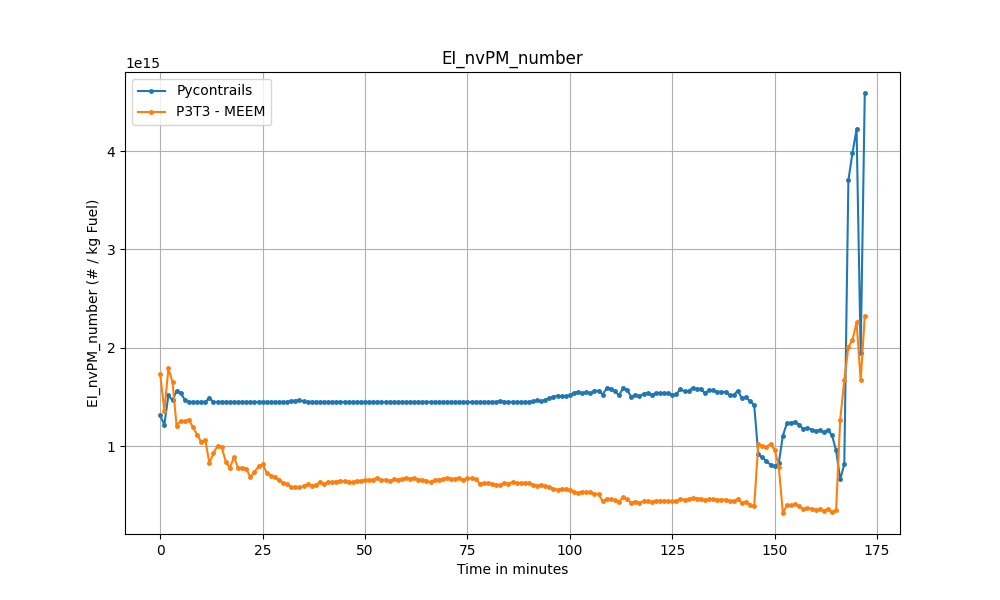 EI_nvPM_number
1e15
Pycontrails
P3T3 - MEEM
4
3
2
1
EI_nvPM_number (# / kg Fuel)
0 25 50 75 100 125 150 175
Time in minutes